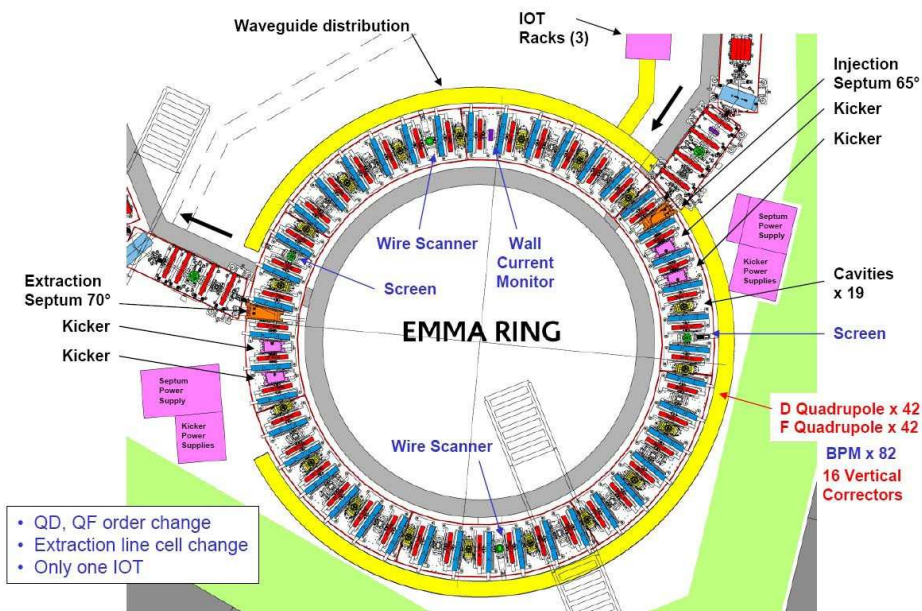 Waveguide distribution
IOT
Racks (3)
Injection
Septum 65°
Kicker
Kicker
Septum
Power
Supply
Kicker
Power
Supplies
Cavities
x 19
Screen
D Quadrupole x 42
F Quadrupole x 42
BPM x 82
16 Vertical
Correctors
Wire Scanner
Wall
Current
Monitor
Screen
EMMA RING
Extraction
Septum 70°
Kicker
Kicker
Septum
Power
Supply
Kicker
Power
Supplies
Wire Scanner
• QD, QF order change
• Extraction line cell change
• Only one IOT